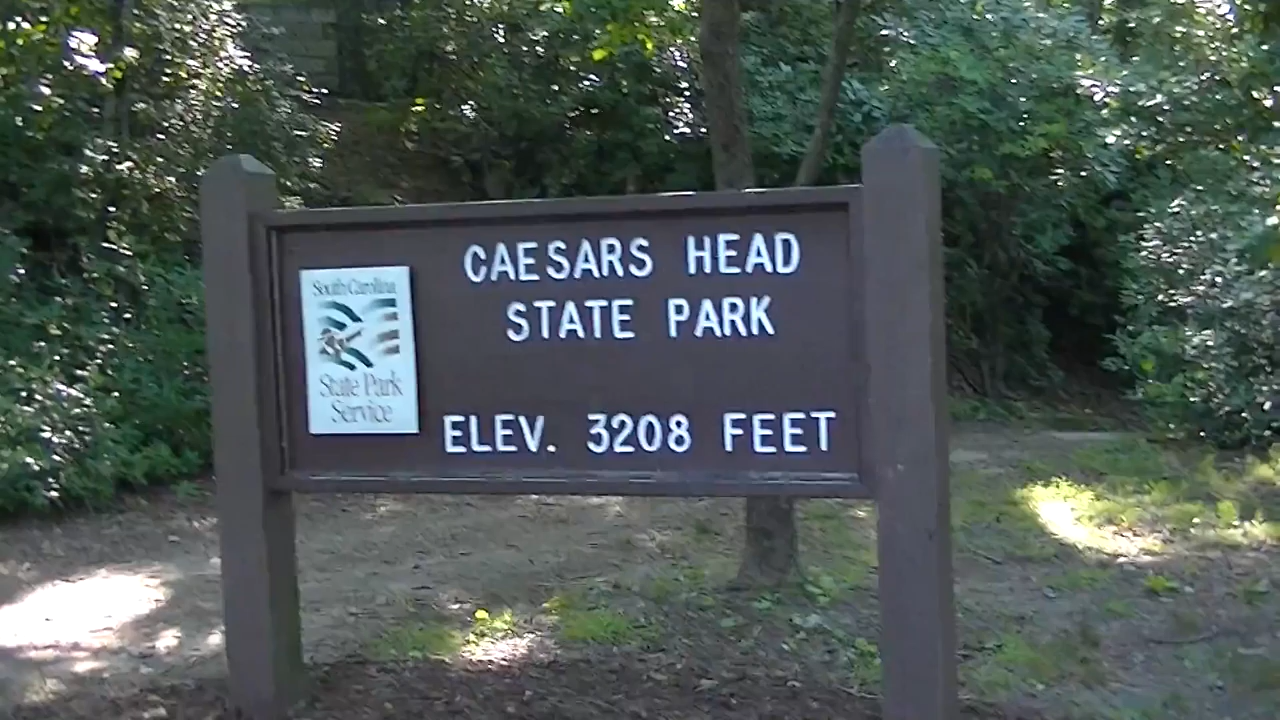 CAESARS HEAD
STATE PARK
ELEV. 3208 FEET
South Carolina
State Park
Service